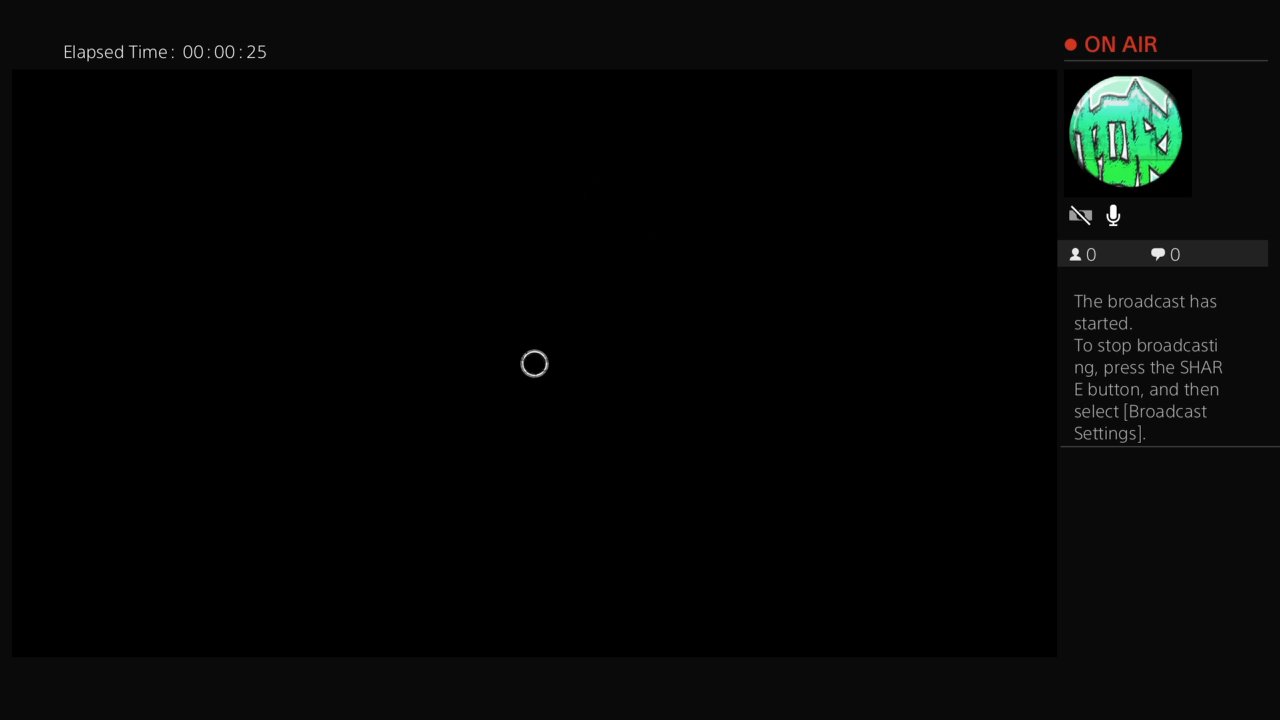 Elapsed Time: 00:00:25
ON AIR
0 0
The broadcast has
started.
To stop broadcasti
ng, press the SHAR
E button, and then
select [Broadcast
Settings].